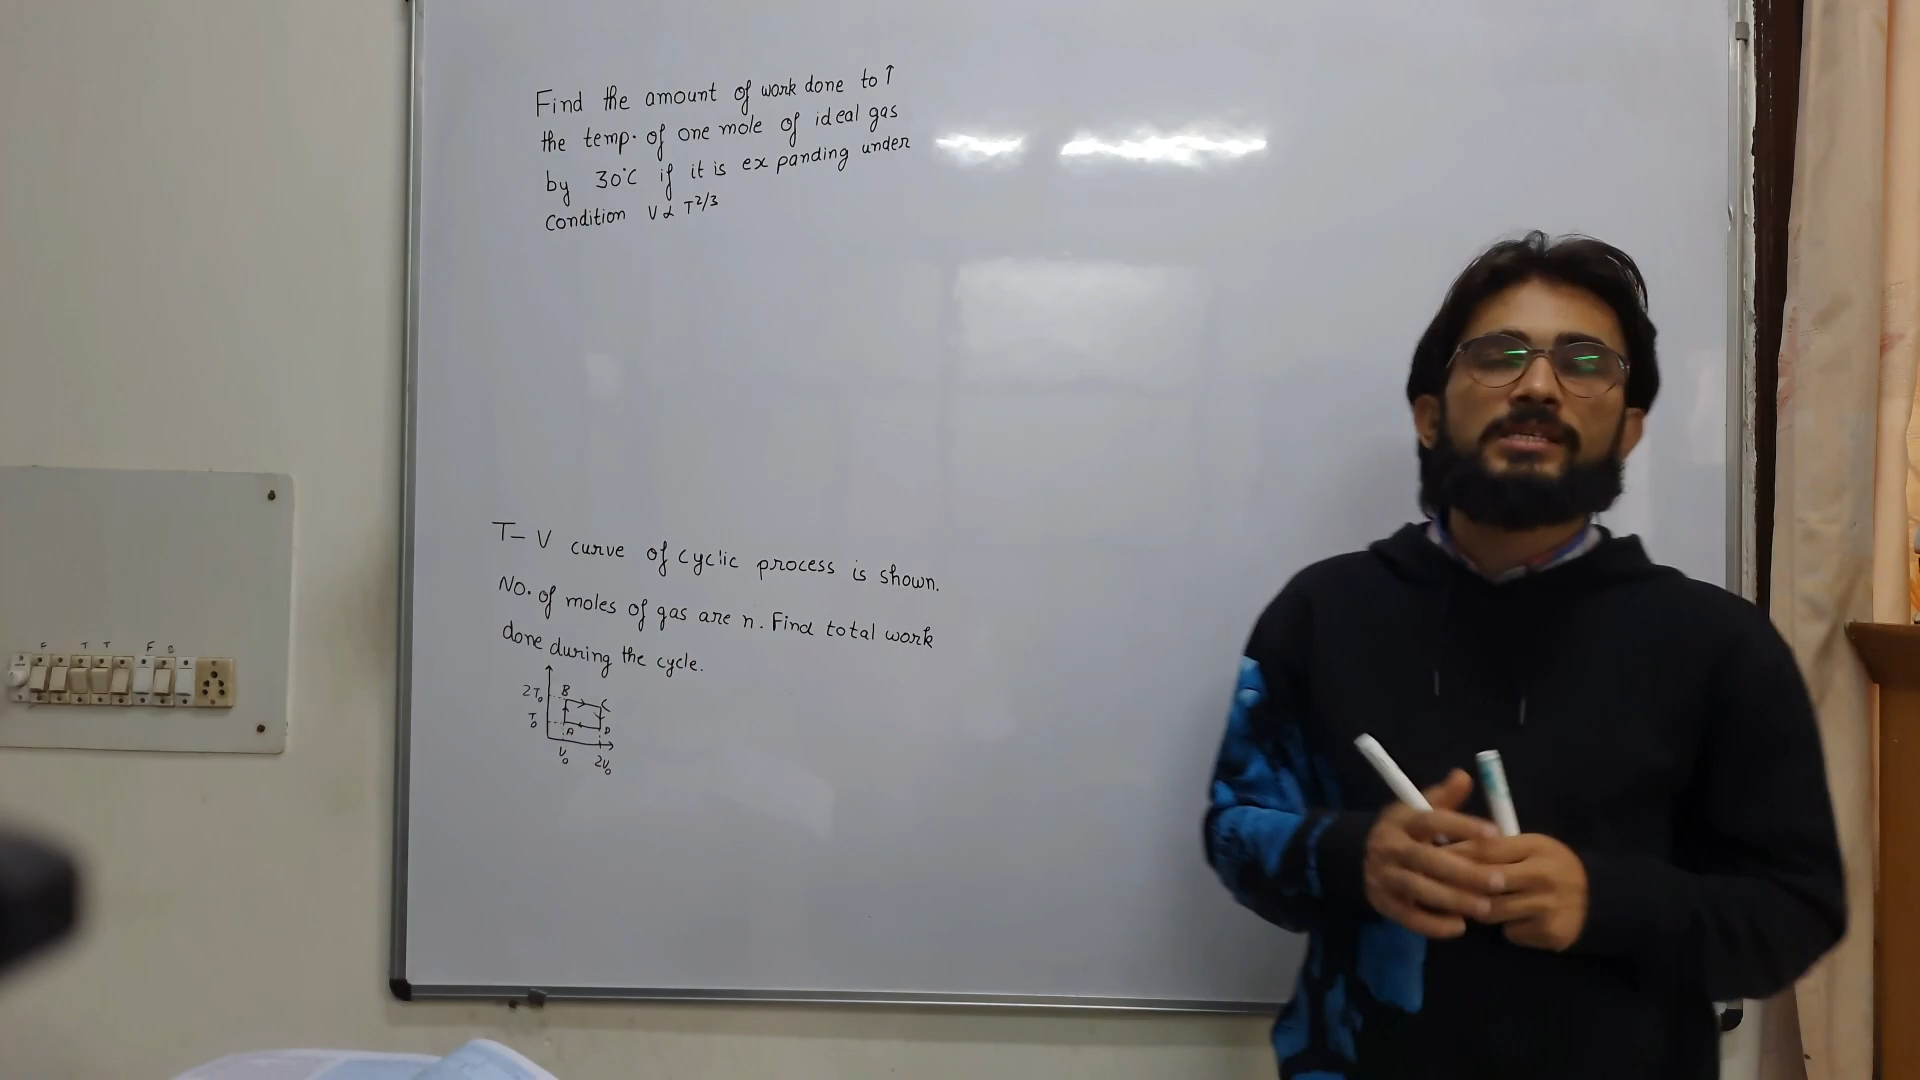 Find the amount of work done to ↑
the temp. of one mole of ideal gas
by 30°C if it is expanding under
condition V α T^2/3
T-V curve of cyclic process is shown.
No. of moles of gas are n. Find total work
done during the cycle.
2T₀ B C
T₀ A D
V₀ 2V₀
F T T F